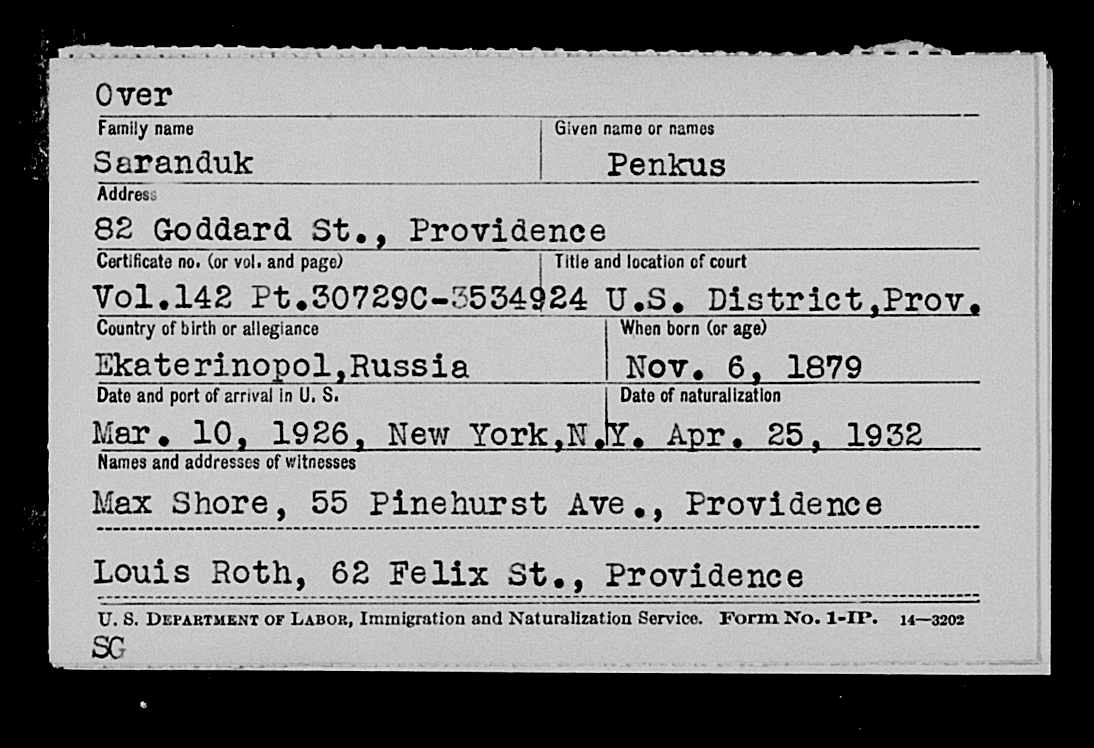 Over
Family name Given name or names
Saranduk Penkus
Address
82 Goddard St., Providence
Certificate no. (or vol. and page) Title and location of court
Vol.142 Pt.30729C-3534924 U.S. District,Prov.
Country of birth or allegiance When born (or age)
Ekaterinopol,Russia Nov. 6, 1879
Date and port of arrival in U. S. Date of naturalization
Mar. 10, 1926, New York,N.Y. Apr. 25, 1932
Names and addresses of witnesses
Max Shore, 55 Pinehurst Ave., Providence
Louis Roth, 62 Felix St., Providence
U. S. DEPARTMENT OF LABOR, Immigration and Naturalization Service. Form No. 1-IP. 14—3202
SG